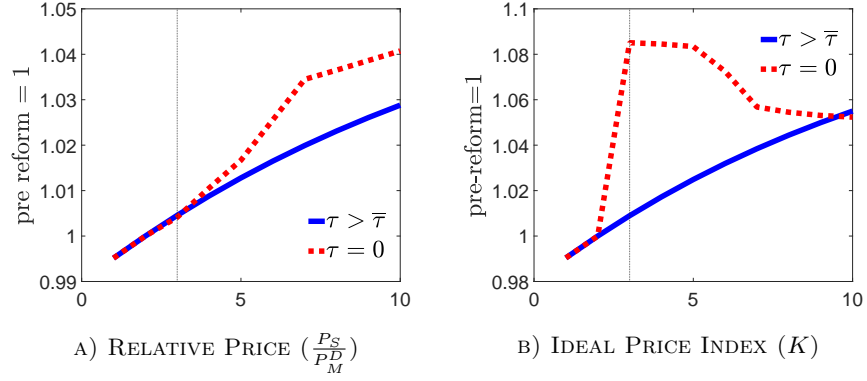 pre reform = 1
1.05
1.04
1.03
1.02
1.01
1
0.99
0
5
10
τ > τ̅
τ = 0
A) RELATIVE PRICE (P_S/P_M^D)
pre-reform=1
1.1
1.08
1.06
1.04
1.02
1
0.98
0
5
10
τ > τ̅
τ = 0
B) IDEAL PRICE INDEX (K)